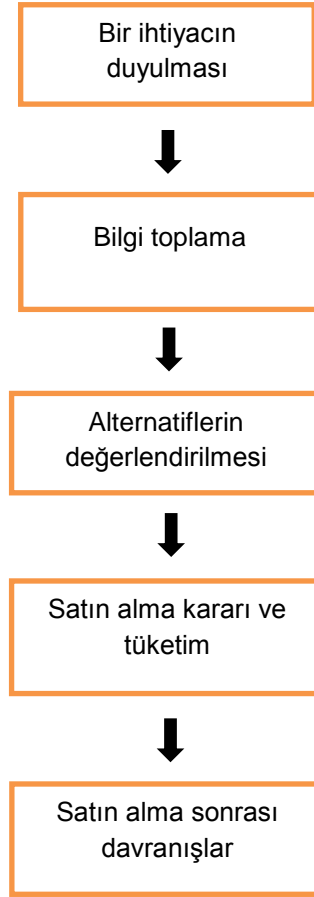 Bir ihtiyacın
duyulması
Bilgi toplama
Alternatiflerin
değerlendirilmesi
Satın alma kararı ve
tüketim
Satın alma sonrası
davranışlar